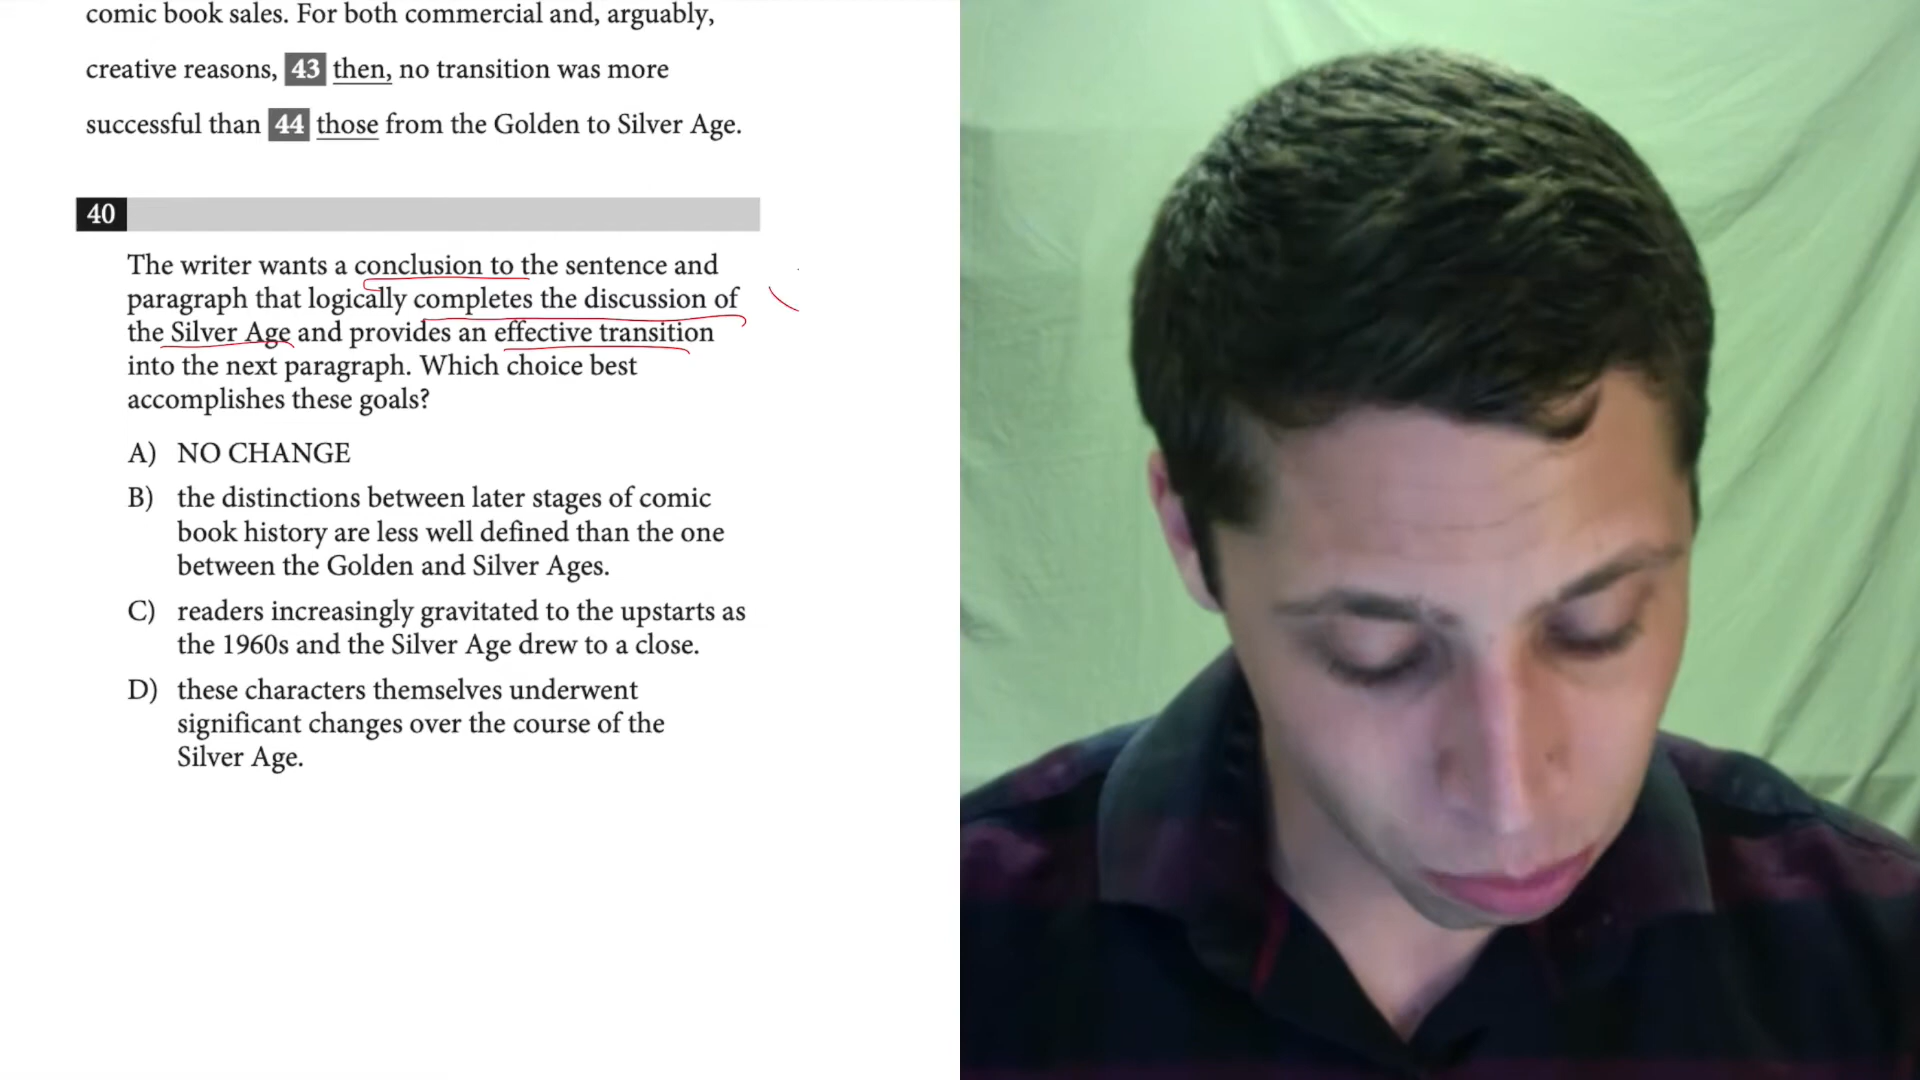 comic book sales. For both commercial and, arguably,
creative reasons, 43 then, no transition was more
successful than 44 those from the Golden to Silver Age.
40
The writer wants a conclusion to the sentence and
paragraph that logically completes the discussion of
the Silver Age and provides an effective transition
into the next paragraph. Which choice best
accomplishes these goals?
A) NO CHANGE
B) the distinctions between later stages of comic
book history are less well defined than the one
between the Golden and Silver Ages.
C) readers increasingly gravitated to the upstarts as
the 1960s and the Silver Age drew to a close.
D) these characters themselves underwent
significant changes over the course of the
Silver Age.